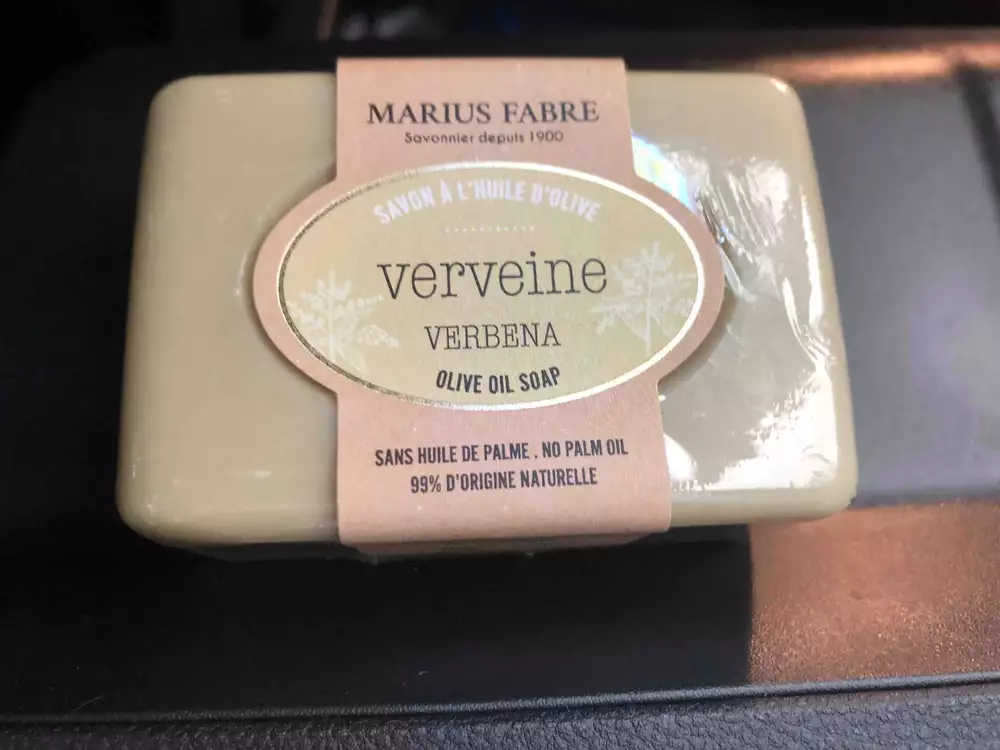 MARIUS FABRE
Savonnier depuis 1900
SAVON À L'HUILE D'OLIVE
verveine
VERBENA
OLIVE OIL SOAP
SANS HUILE DE PALME . NO PALM OIL
99% D'ORIGINE NATURELLE